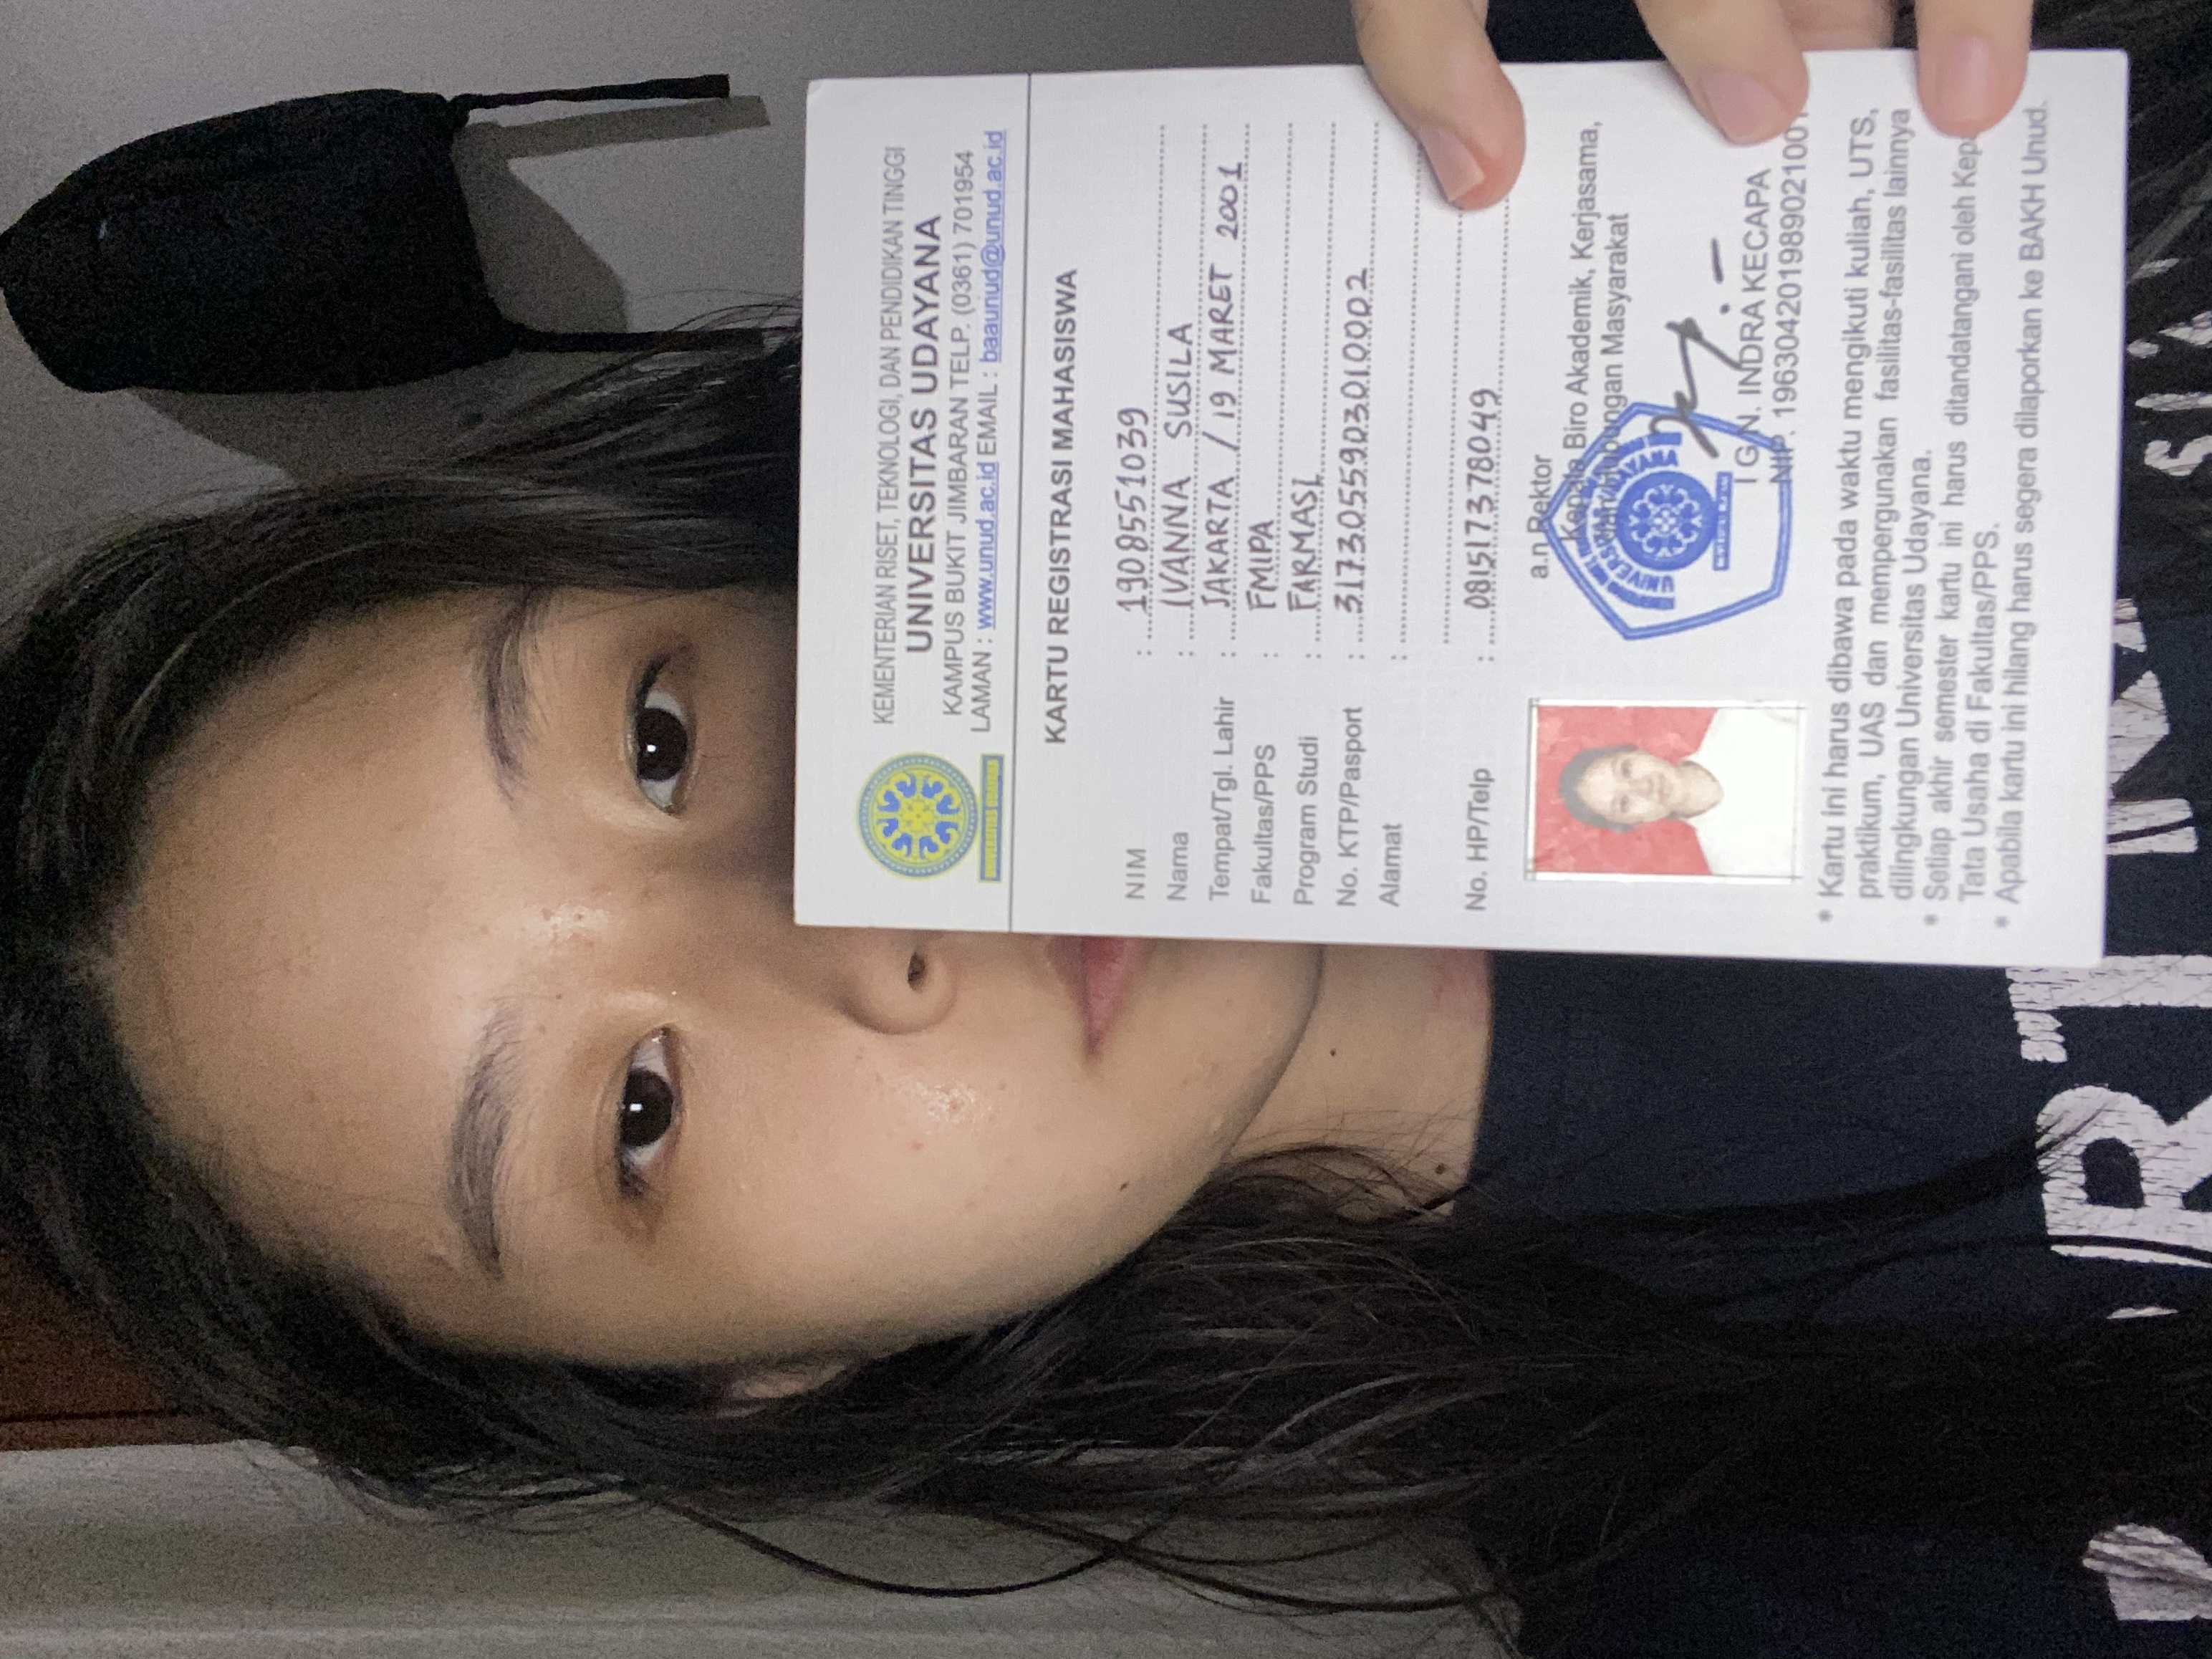 KEMENTERIAN RISET, TEKNOLOGI, DAN PENDIDIKAN TINGGI
UNIVERSITAS UDAYANA
KAMPUS BUKIT JIMBARAN TELP. (0361) 701954
LAMAN : www.unud.ac.id EMAIL : baaunud@unud.ac.id
KARTU REGISTRASI MAHASISWA
NIM : 1908551039
Nama : IVANNA SUSILA
Tempat/Tgl. Lahir : JAKARTA / 19 MARET 2001
Fakultas/PPS : FMIPA
Program Studi : FARMASI
No. KTP/Pasport : 3173055903010002
Alamat :
No. HP/Telp : 081517378049
a.n Rektor
Kepala Biro Akademik, Kerjasama,
dan Hubungan Masyarakat
I G.N. INDRA KECAPA
NIP. 19630420198902100
* Kartu ini harus dibawa pada waktu mengikuti kuliah, UTS,
praktikum, UAS dan mempergunakan fasilitas-fasilitas lainnya
dilingkungan Universitas Udayana.
* Setiap akhir semester kartu ini harus ditandatangani oleh
Tata Usaha di Fakultas/PPS.
* Apabila kartu ini hilang harus segera dilaporkan ke BAKH Unud.